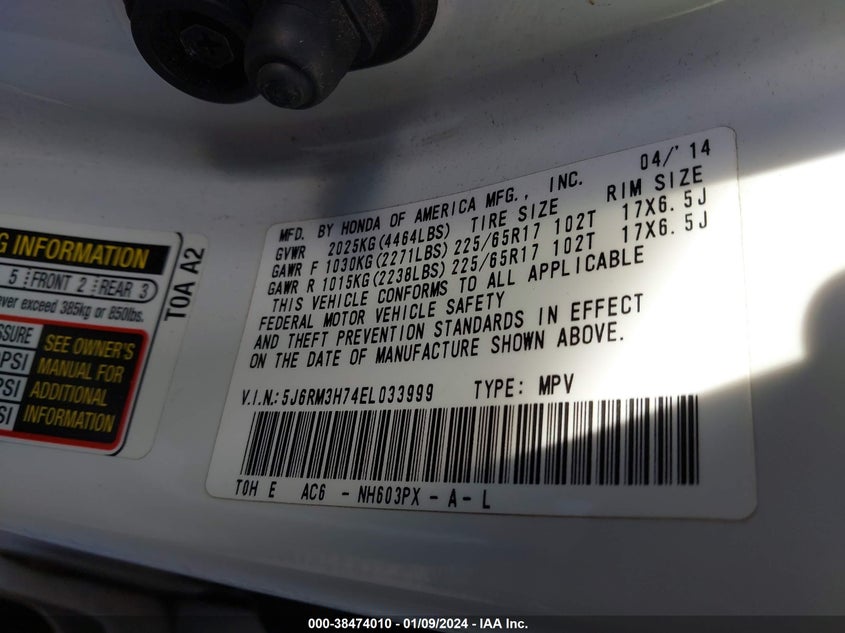 G INFORMATION
5 FRONT 2 REAR 3
ver exceed 385kg or 850lbs.
SSURE
PSI
PSI
SI
SEE OWNER'S
MANUAL FOR
ADDITIONAL
INFORMATION
T0A A2
MFD. BY HONDA OF AMERICA MFG., INC. 04/'14
GVWR 2025KG(4464LBS) TIRE SIZE RIM SIZE
GAWR F 1030KG(2271LBS) 225/65R17 102T 17X6.5J
GAWR R 1015KG(2238LBS) 225/65R17 102T 17X6.5J
THIS VEHICLE CONFORMS TO ALL APPLICABLE
FEDERAL MOTOR VEHICLE SAFETY
AND THEFT PREVENTION STANDARDS IN EFFECT
ON THE DATE OF MANUFACTURE SHOWN ABOVE.
V.I.N.: 5J6RM3H74EL033999 TYPE: MPV
T0H E AC6 - NH603PX - A - L
000-38474010 - 01/09/2024 - IAA Inc.